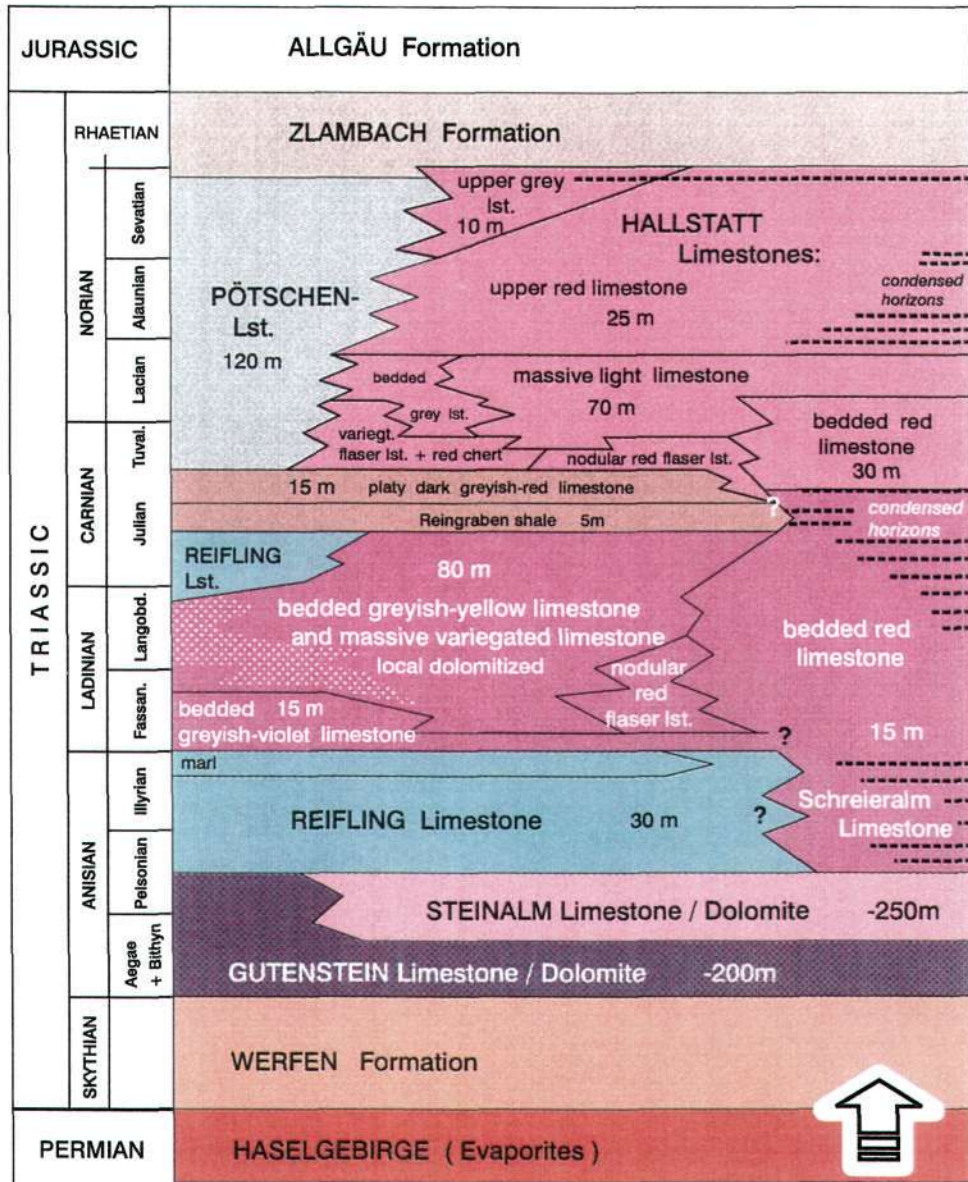 JURASSIC
ALLGÄU Formation
TRIASSIC
RHAETIAN
ZLAMBACH Formation
NORIAN
Sevatian
Alaunian
Lacian
upper grey
lst.
10 m
HALLSTATT
Limestones:
condensed
horizons
upper red limestone
25 m
PÖTSCHEN-
Lst.
120 m
bedded
grey lst.
massive light limestone
70 m
variegt.
flaser lst. + red chert
nodular red flaser lst.
bedded red
limestone
30 m
CARNIAN
Tuval.
Julian
15 m platy dark greyish-red limestone
?
Reingraben shale 5m
condensed
horizons
REIFLING
Lst.
80 m
bedded greyish-yellow limestone
and massive variegated limestone
local dolomitized
LADINIAN
Langobd.
Fassan.
nodular
red
flaser lst.
bedded red
limestone
15 m
bedded 15 m
greyish-violet limestone
?
ANISIAN
Illyrian
Pelsonian
Aegae
+ Bithyn
marl
REIFLING Limestone 30 m
?
Schreieralm
Limestone
STEINALM Limestone / Dolomite -250m
GUTENSTEIN Limestone / Dolomite -200m
SKYTHIAN
WERFEN Formation
PERMIAN
HASELGEBIRGE ( Evaporites )